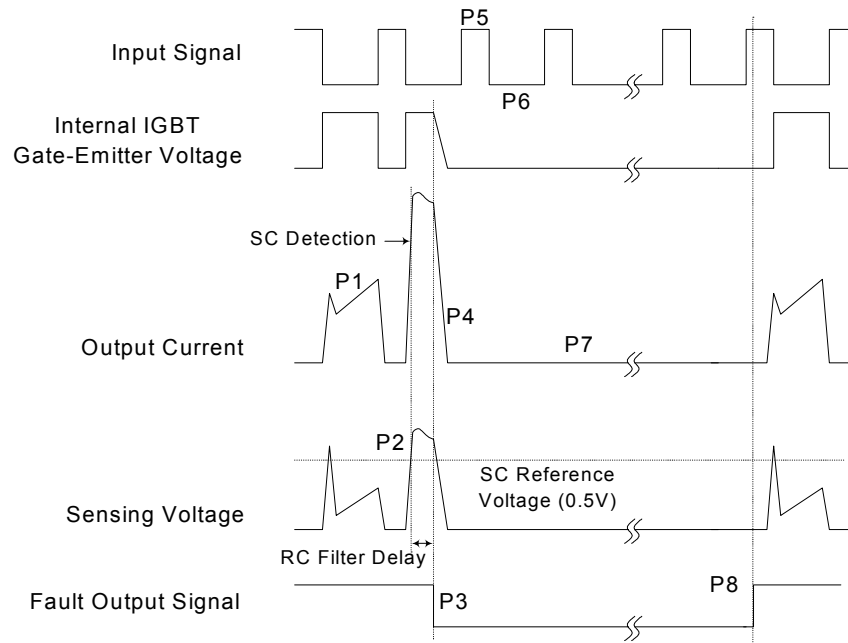 P5
Input Signal
P6
Internal IGBT
Gate-Emitter Voltage
SC Detection
P1
P4
Output Current
P7
P2
SC Reference
Voltage (0.5V)
Sensing Voltage
RC Filter Delay
P8
Fault Output Signal
P3